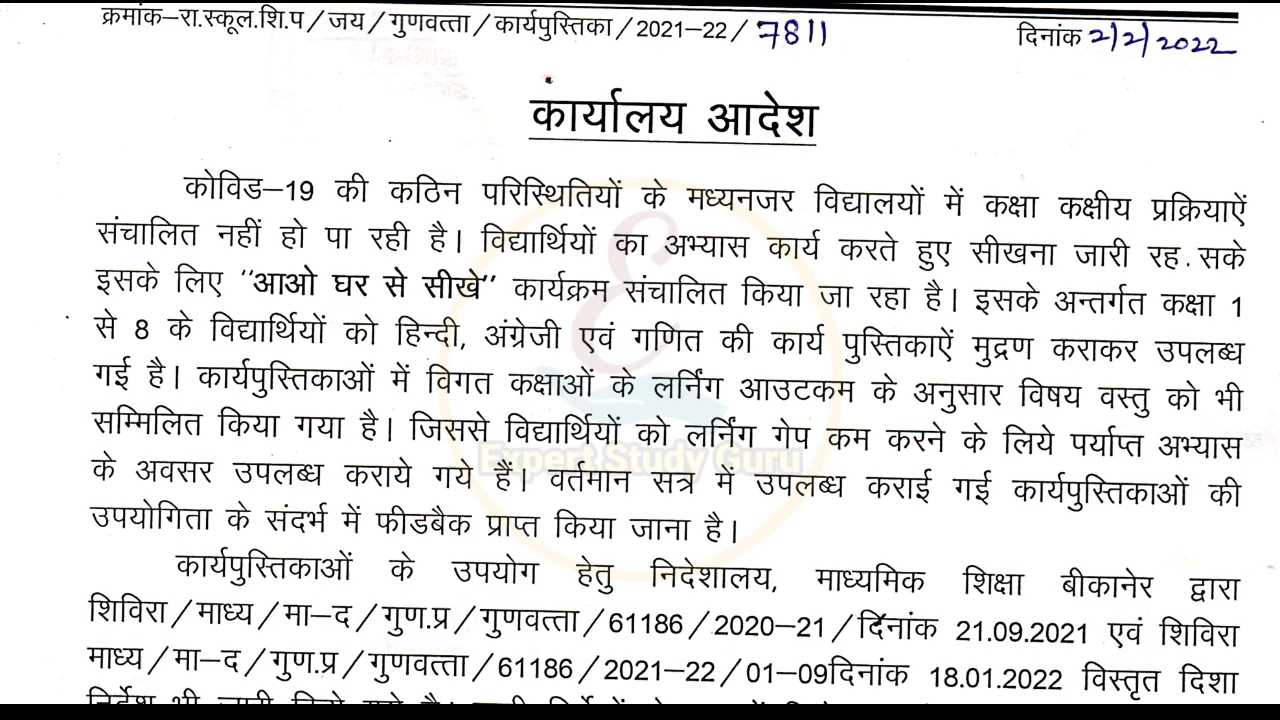 क्रमांक–रा.स्कूल.शि.प/जय/गुणवत्ता/कार्यपुस्तिका/2021–22/7811 दिनांक 2/2/2022
कार्यालय आदेश
कोविड–19 की कठिन परिस्थितियों के मध्यनजर विद्यालयों में कक्षा कक्षीय प्रक्रियाऐं
संचालित नहीं हो पा रही है। विद्यार्थियों का अभ्यास कार्य करते हुए सीखना जारी रह सके
इसके लिए "आओ घर से सीखे" कार्यक्रम संचालित किया जा रहा है। इसके अन्तर्गत कक्षा 1
से 8 के विद्यार्थियों को हिन्दी, अंग्रेजी एवं गणित की कार्य पुस्तिकाऐं मुद्रण कराकर उपलब्ध
गई है। कार्यपुस्तिकाओं में विगत कक्षाओं के लर्निंग आउटकम के अनुसार विषय वस्तु को भी
सम्मिलित किया गया है। जिससे विद्यार्थियों को लर्निंग गेप कम करने के लिये पर्याप्त अभ्यास
के अवसर उपलब्ध कराये गये हैं। वर्तमान सत्र में उपलब्ध कराई गई कार्यपुस्तिकाओं की
Expert Study Guru
उपयोगिता के संदर्भ में फीडबैक प्राप्त किया जाना है।
कार्यपुस्तिकाओं के उपयोग हेतु निदेशालय, माध्यमिक शिक्षा बीकानेर द्वारा
शिविरा/माध्य/मा–द/गुण.प्र/गुणवत्ता/61186/2020–21/दिनांक 21.09.2021 एवं शिविरा
माध्य/मा–द/गुण.प्र/गुणवत्ता/61186/2021–22/01–09दिनांक 18.01.2022 विस्तृत दिशा